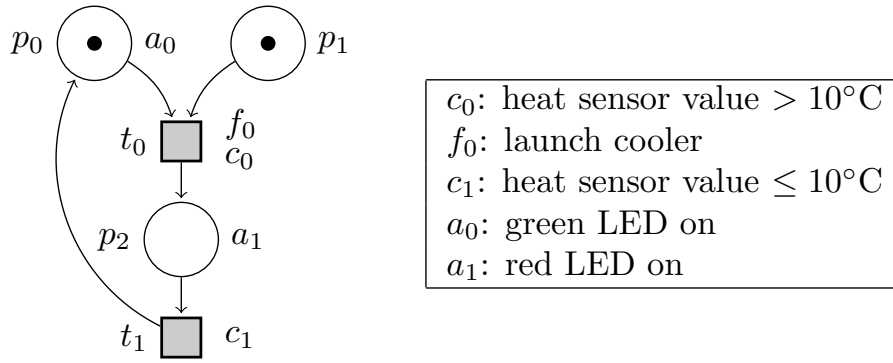 p₀ a₀ p₁
t₀ f₀
c₀
p₂ a₁
t₁ c₁
c₀: heat sensor value > 10°C
f₀: launch cooler
c₁: heat sensor value ≤ 10°C
a₀: green LED on
a₁: red LED on